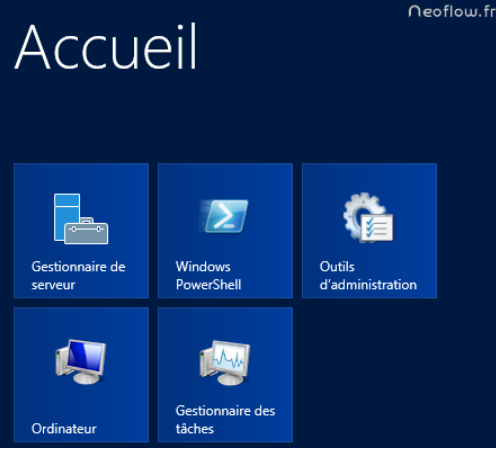 Neoflow.fr
Accueil
Gestionnaire de
serveur
Windows
PowerShell
Outils
d'administration
Ordinateur
Gestionnaire des
tâches